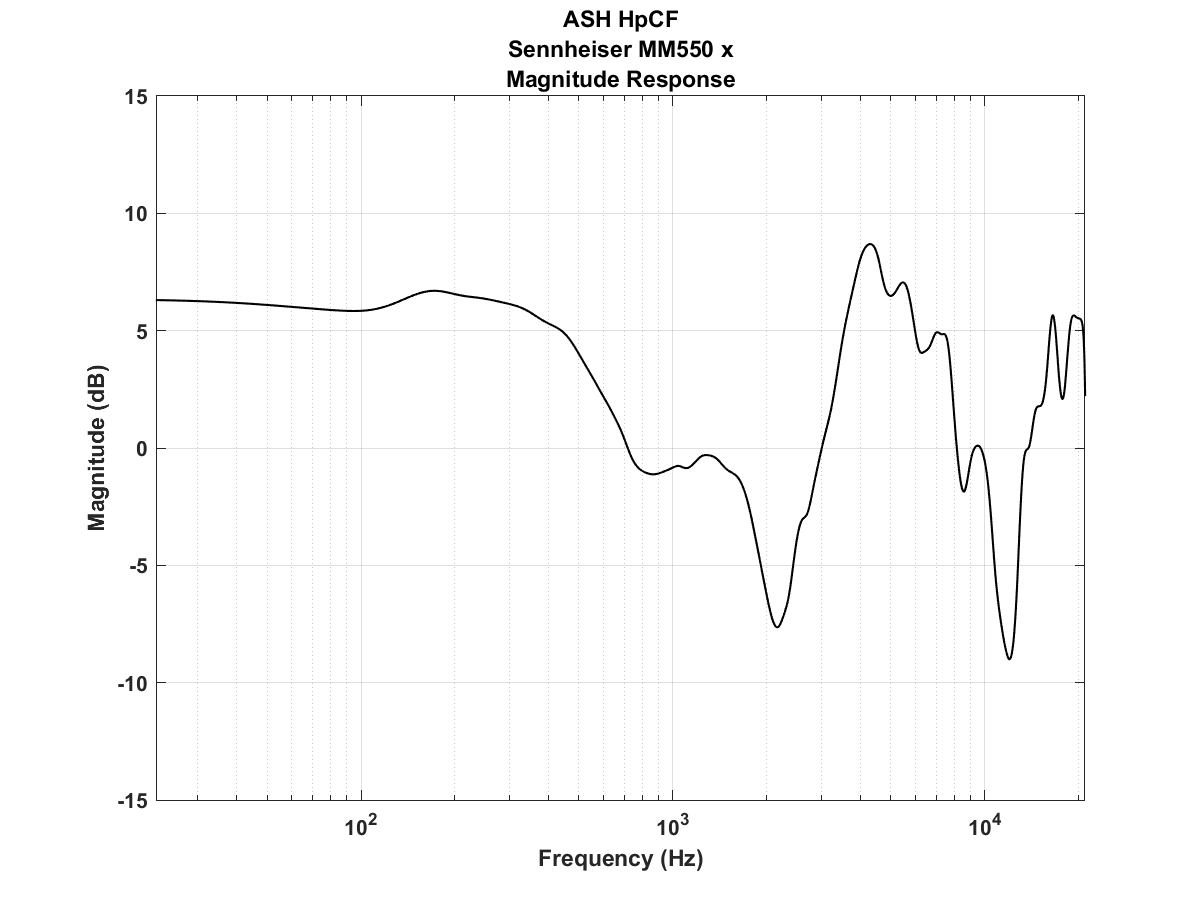 ASH HpCF
Sennheiser MM550 x
Magnitude Response
15
10
5
0
-5
-10
-15
Magnitude (dB)
10²
10³
10⁴
Frequency (Hz)